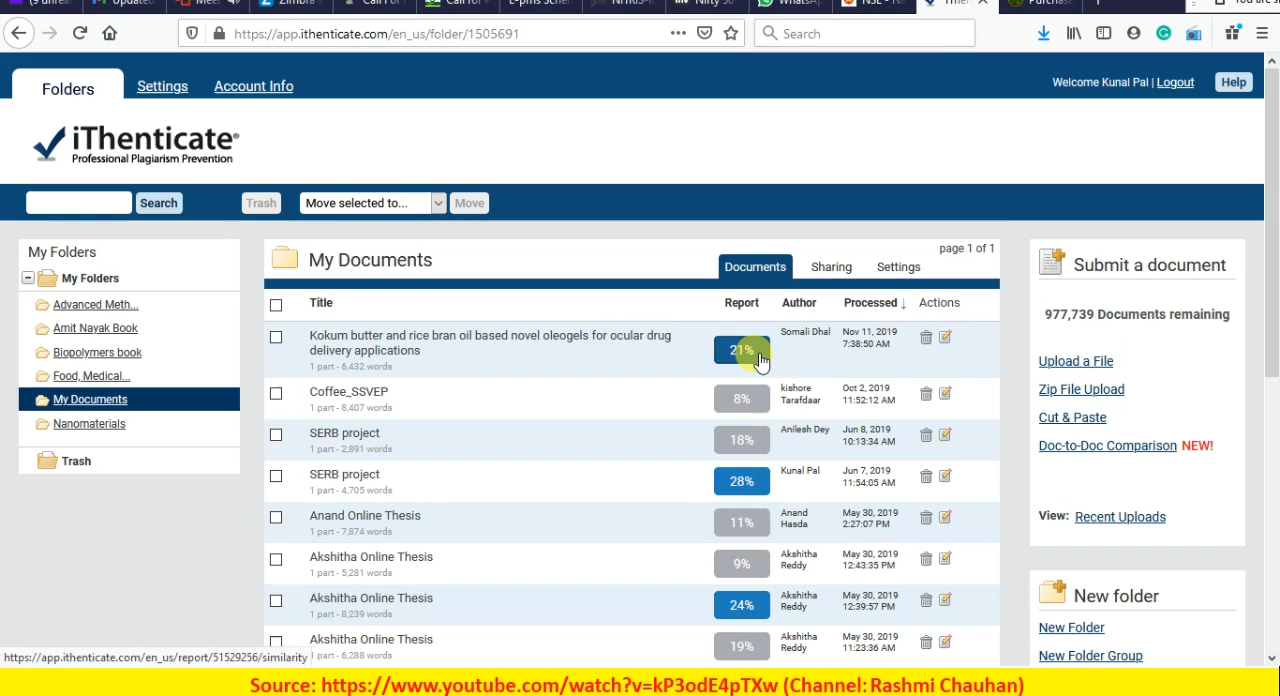 Meet
Zimbra
WhatsA
Purchase
https://app.ithenticate.com/en_us/folder/1505691
Search
Folders
Settings
Account Info
Welcome Kunal Pal | Logout
Help
iThenticate®
Professional Plagiarism Prevention
Search
Trash
Move selected to...
Move
My Folders
My Folders
Advanced Meth...
Amit Nayak Book
Biopolymers book
Food, Medical...
My Documents
Nanomaterials
Trash
My Documents
page 1 of 1
Documents
Sharing
Settings
Title Report Author Processed ↓ Actions
Kokum butter and rice bran oil based novel oleogels for ocular drug
delivery applications
1 part - 6,432 words
21%
Somali Dhal
Nov 11, 2019
7:38:50 AM
Coffee_SSVEP
1 part - 8,407 words
8%
kishore
Tarafdaar
Oct 2, 2019
11:52:12 AM
SERB project
1 part - 2,891 words
18%
Anilesh Dey
Jun 8, 2019
10:13:34 AM
SERB project
1 part - 4,705 words
28%
Kunal Pal
Jun 7, 2019
11:54:05 AM
Anand Online Thesis
1 part - 7,874 words
11%
Anand
Hasda
May 30, 2019
2:27:07 PM
Akshitha Online Thesis
1 part - 5,281 words
9%
Akshitha
Reddy
May 30, 2019
12:43:35 PM
Akshitha Online Thesis
1 part - 8,239 words
24%
Akshitha
Reddy
May 30, 2019
12:39:57 PM
Akshitha Online Thesis
1 part - 6,288 words
19%
Akshitha
Reddy
May 30, 2019
11:23:36 AM
Submit a document
977,739 Documents remaining
Upload a File
Zip File Upload
Cut & Paste
Doc-to-Doc Comparison NEW!
View: Recent Uploads
New folder
New Folder
New Folder Group
https://app.ithenticate.com/en_us/report/51529256/similarity
Source: https://www.youtube.com/watch?v=kP3odE4pTXw (Channel: Rashmi Chauhan)